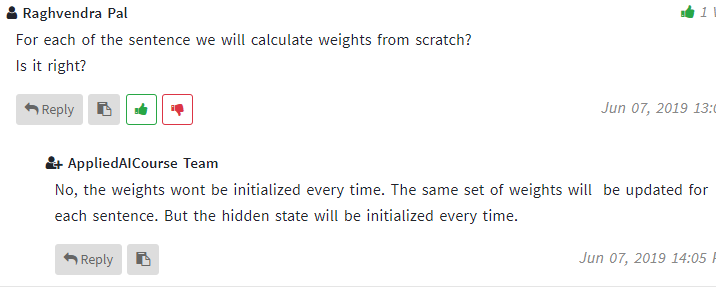 Raghvendra Pal 1
For each of the sentence we will calculate weights from scratch?
Is it right?
Reply Jun 07, 2019 13:0
AppliedAICourse Team
No, the weights wont be initialized every time. The same set of weights will be updated for
each sentence. But the hidden state will be initialized every time.
Reply Jun 07, 2019 14:05